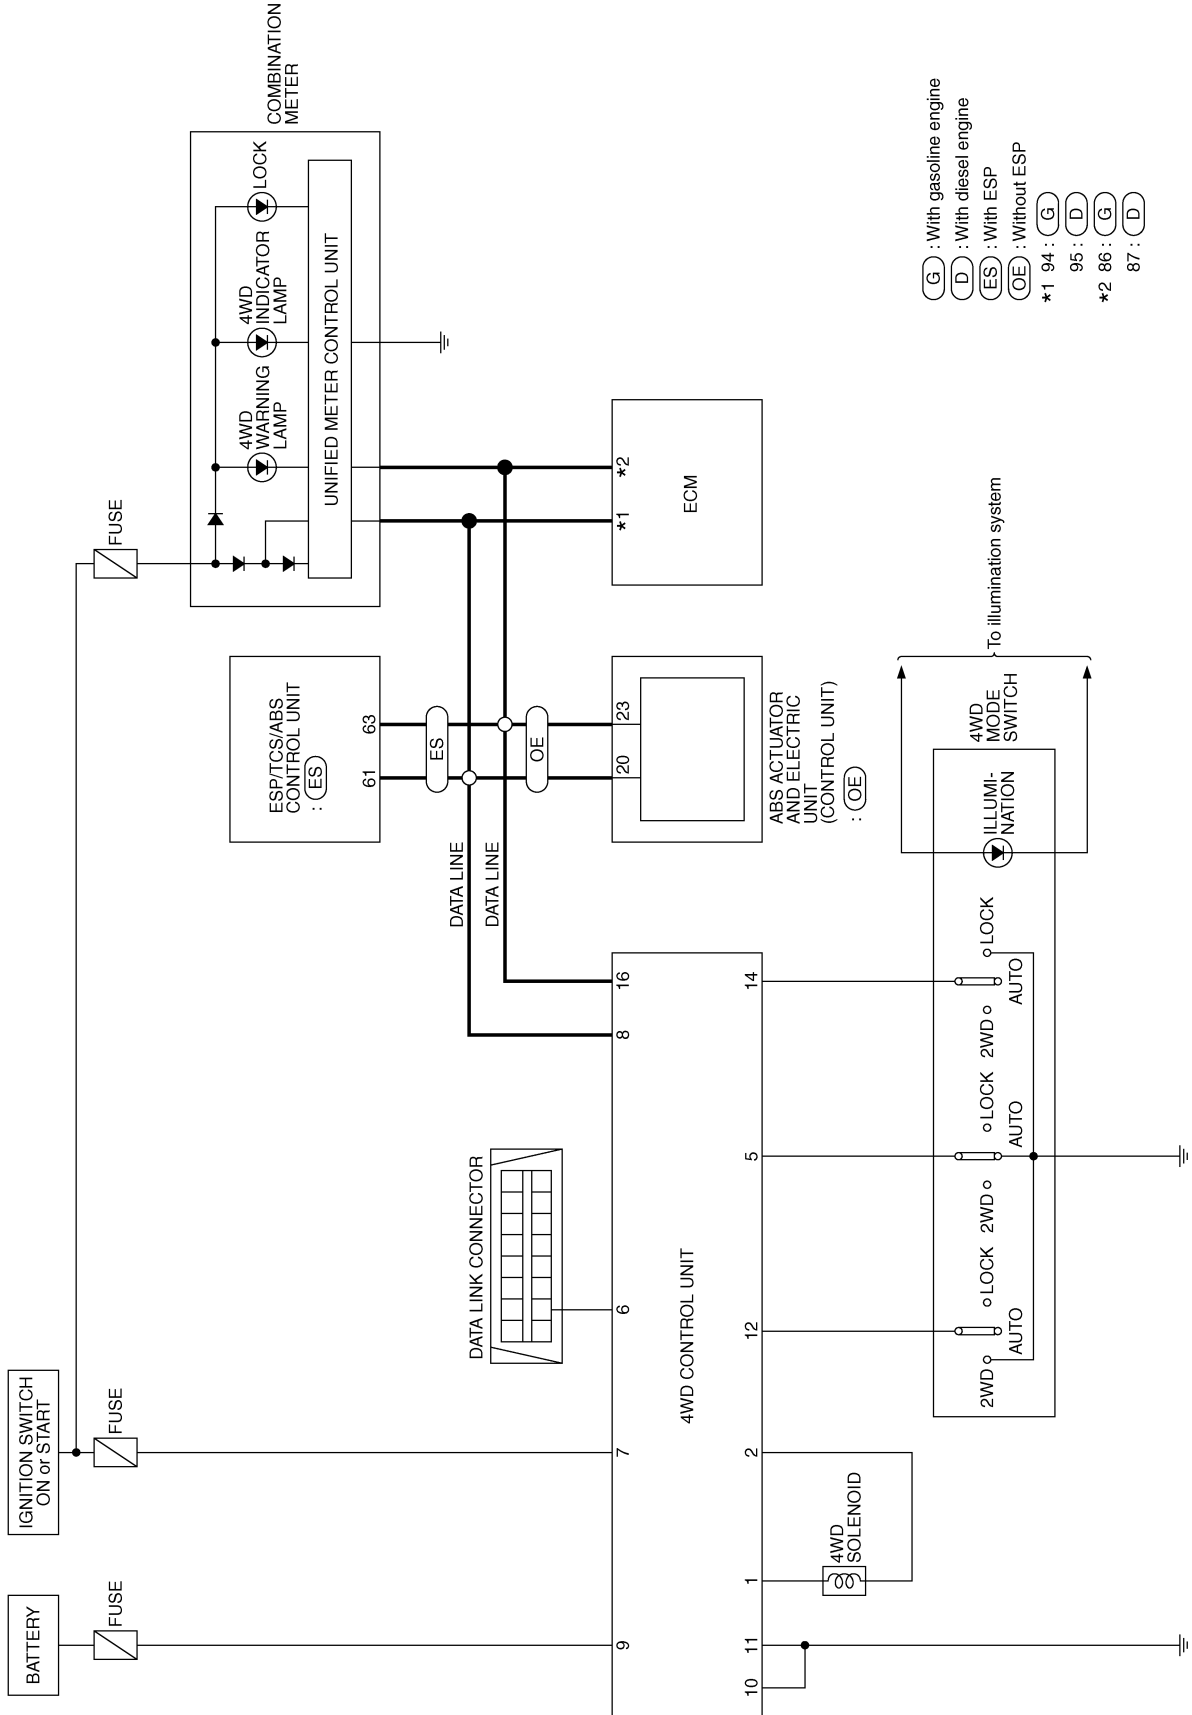 BATTERY
FUSE
IGNITION SWITCH
ON or START
FUSE
FUSE
COMBINATION
METER
4WD
WARNING
LAMP
4WD
INDICATOR
LAMP
LOCK
UNIFIED METER CONTROL UNIT
ESP/TCS/ABS
CONTROL UNIT
: ES
61
63
ES
OE
DATA LINE
DATA LINE
DATA LINK CONNECTOR
*1
*2
ECM
20
23
ABS ACTUATOR
AND ELECTRIC
UNIT
(CONTROL UNIT)
: OE
9
7
6
8
16
4WD CONTROL UNIT
10
11
1
2
12
5
14
4WD
SOLENOID
4WD
MODE
SWITCH
ILLUMI-
NATION
2WD
LOCK
2WD
LOCK
2WD
LOCK
AUTO
AUTO
AUTO
To illumination system
G : With gasoline engine
D : With diesel engine
ES : With ESP
OE : Without ESP
*1 94 : G
95 : D
*2 86 : G
87 : D